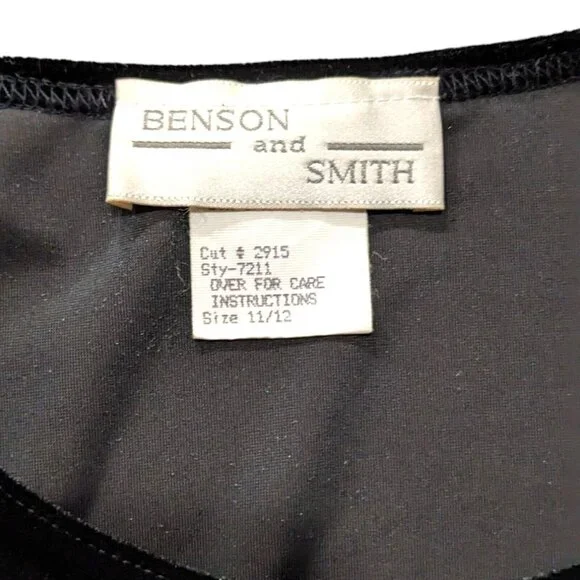 BENSON
and
SMITH
Cut # 2915
Sty-7211
OVER FOR CARE
INSTRUCTIONS
Size 11/12